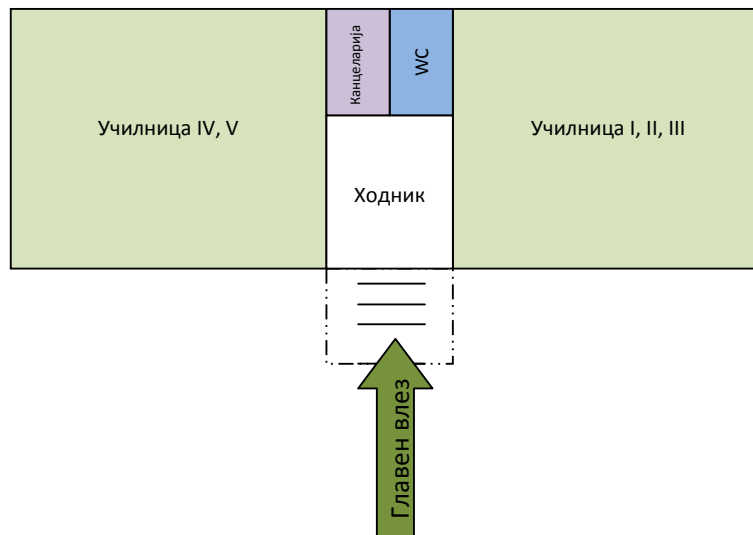 Канцеларија
WC
Училница IV, V
Училница I, II, III
Ходник
Главен влез